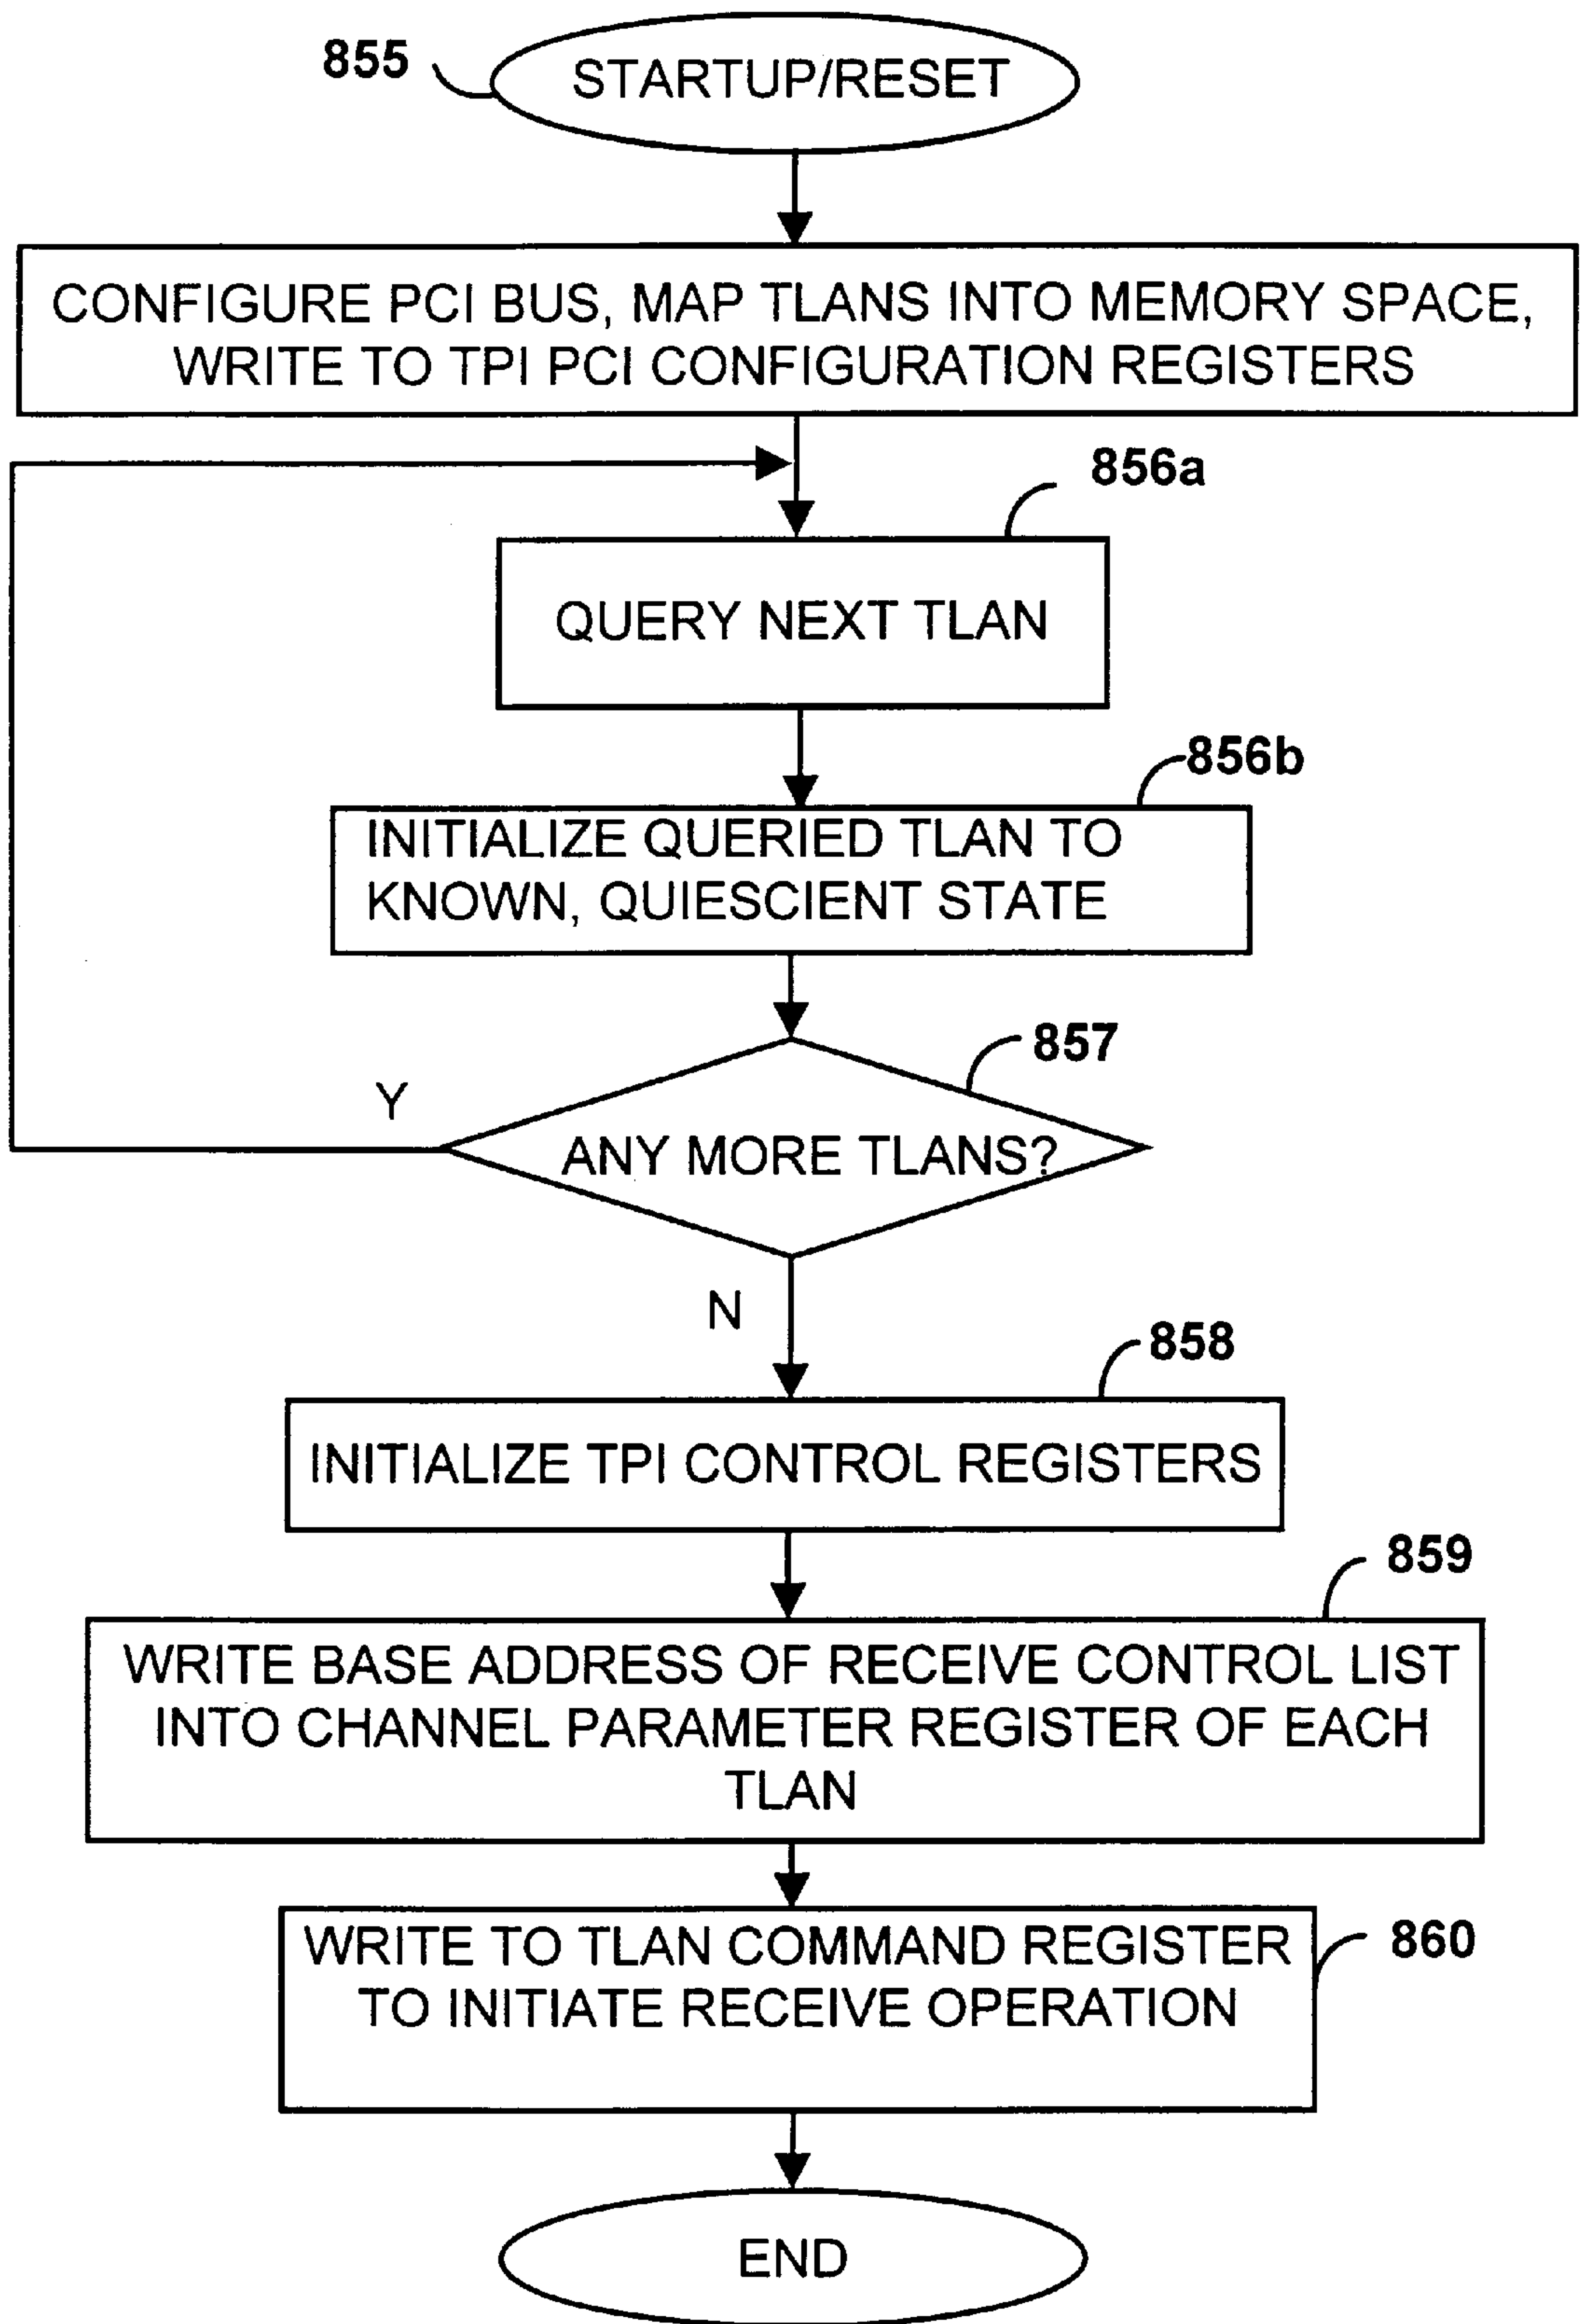 855
STARTUP/RESET
CONFIGURE PCI BUS, MAP TLANS INTO MEMORY SPACE,
WRITE TO TPI PCI CONFIGURATION REGISTERS
856a
QUERY NEXT TLAN
856b
INITIALIZE QUERIED TLAN TO
KNOWN, QUIESCIENT STATE
857
Y
ANY MORE TLANS?
N
858
INITIALIZE TPI CONTROL REGISTERS
859
WRITE BASE ADDRESS OF RECEIVE CONTROL LIST
INTO CHANNEL PARAMETER REGISTER OF EACH
TLAN
WRITE TO TLAN COMMAND REGISTER
860
TO INITIATE RECEIVE OPERATION
END